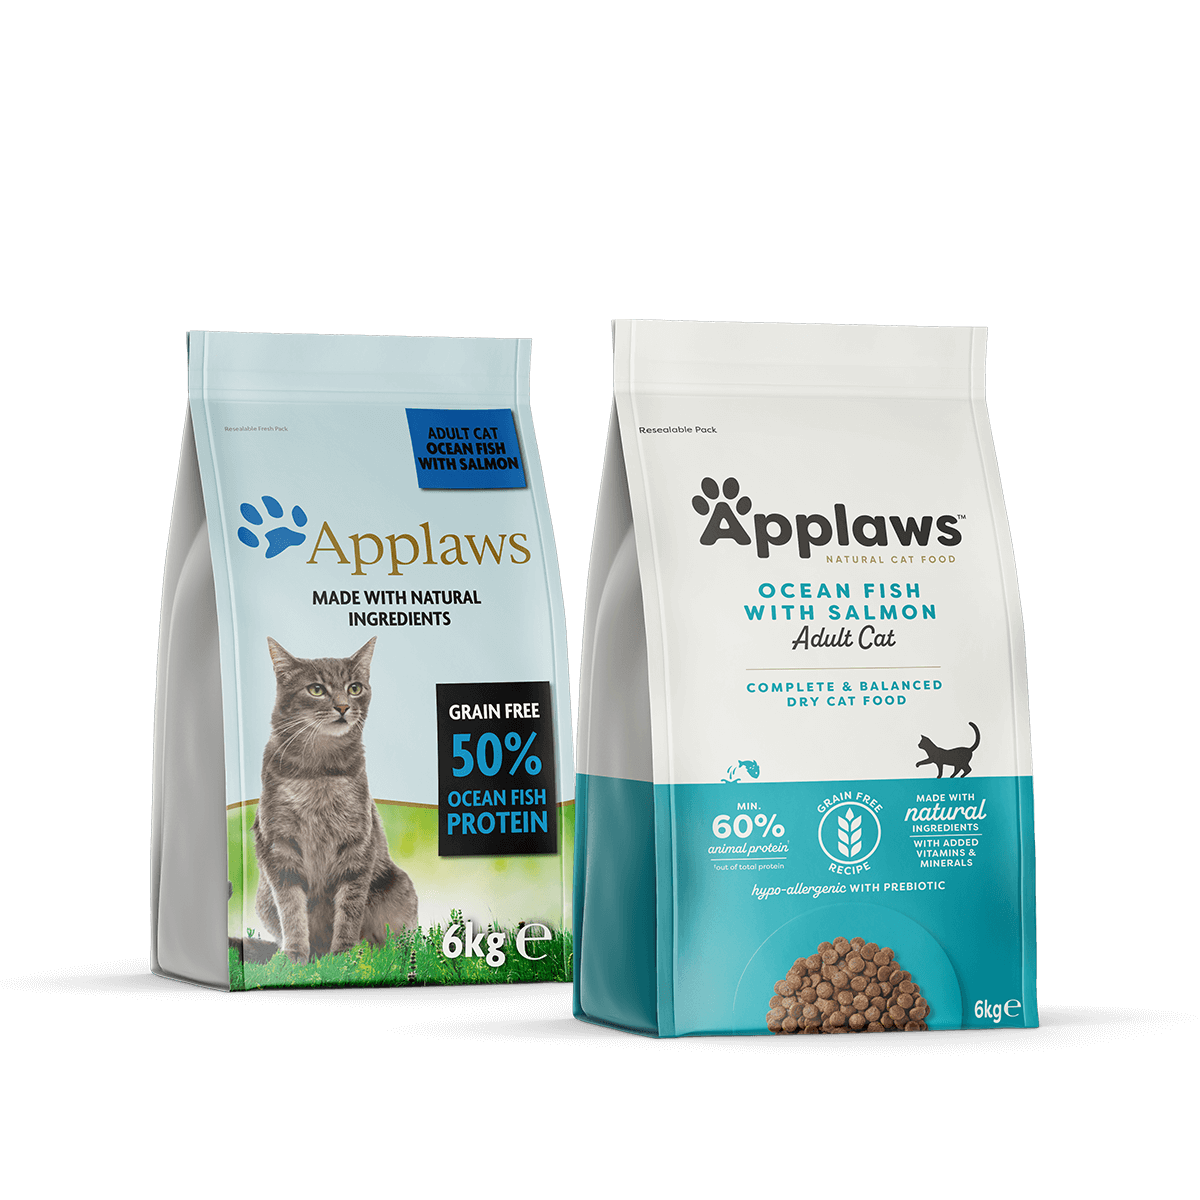 Resealable Fresh Pack
ADULT CAT
OCEAN FISH
WITH SALMON
Applaws
MADE WITH NATURAL
INGREDIENTS
GRAIN FREE
50%
OCEAN FISH
PROTEIN
6kg ℮
Resealable Pack
Applaws™
NATURAL CAT FOOD
OCEAN FISH
WITH SALMON
Adult Cat
COMPLETE & BALANCED
DRY CAT FOOD
MIN.
60%
animal protein¹
¹out of total protein
GRAIN FREE
RECIPE
MADE WITH
natural
INGREDIENTS
WITH ADDED
VITAMINS &
MINERALS
hypo-allergenic WITH PREBIOTIC
6kg℮